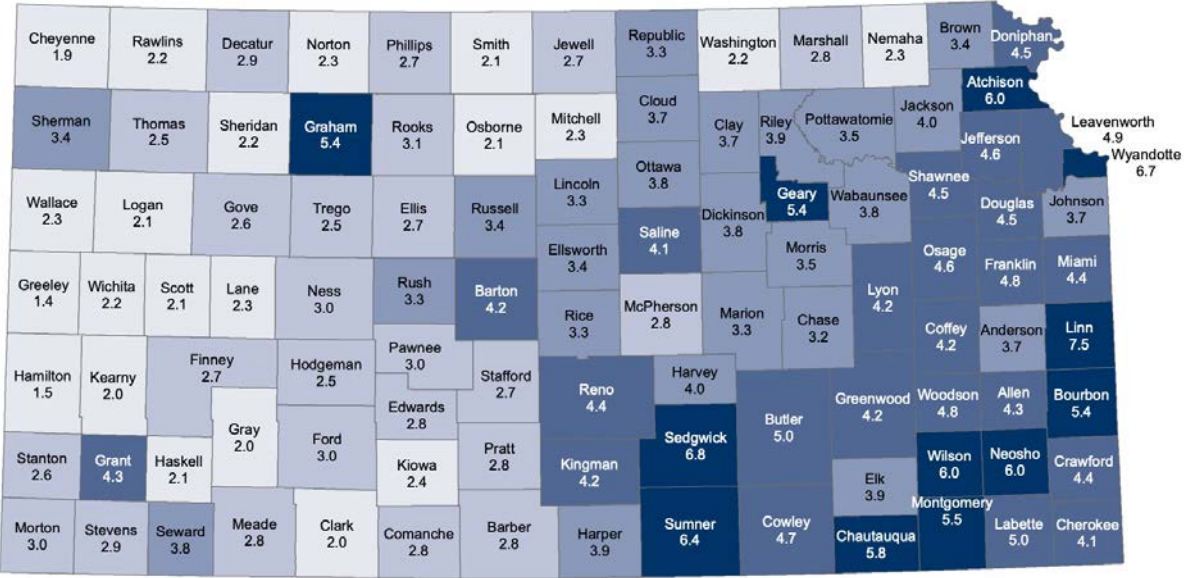 Cheyenne
1.9
Rawlins
2.2
Decatur
2.9
Norton
2.3
Phillips
2.7
Smith
2.1
Jewell
2.7
Republic
3.3
Washington
2.2
Marshall
2.8
Nemaha
2.3
Brown
3.4
Doniphan
4.5
Atchison
6.0
Sherman
3.4
Thomas
2.5
Sheridan
2.2
Graham
5.4
Rooks
3.1
Osborne
2.1
Mitchell
2.3
Cloud
3.7
Clay
3.7
Riley
3.9
Pottawatomie
3.5
Jackson
4.0
Jefferson
4.6
Leavenworth
4.9
Wyandotte
6.7
Wallace
2.3
Logan
2.1
Gove
2.6
Trego
2.5
Ellis
2.7
Russell
3.4
Lincoln
3.3
Ottawa
3.8
Saline
4.1
Dickinson
3.8
Geary
5.4
Wabaunsee
3.8
Shawnee
4.5
Douglas
4.5
Johnson
3.7
Greeley
1.4
Wichita
2.2
Scott
2.1
Lane
2.3
Ness
3.0
Rush
3.3
Barton
4.2
Ellsworth
3.4
Rice
3.3
McPherson
2.8
Marion
3.3
Morris
3.5
Chase
3.2
Lyon
4.2
Osage
4.6
Franklin
4.8
Miami
4.4
Coffey
4.2
Anderson
3.7
Linn
7.5
Hamilton
1.5
Kearny
2.0
Finney
2.7
Hodgeman
2.5
Pawnee
3.0
Stafford
2.7
Edwards
2.8
Reno
4.4
Harvey
4.0
Butler
5.0
Greenwood
4.2
Woodson
4.8
Allen
4.3
Bourbon
5.4
Stanton
2.6
Grant
4.3
Haskell
2.1
Gray
2.0
Ford
3.0
Kiowa
2.4
Pratt
2.8
Kingman
4.2
Sedgwick
6.8
Elk
3.9
Wilson
6.0
Neosho
6.0
Crawford
4.4
Morton
3.0
Stevens
2.9
Seward
3.8
Meade
2.8
Clark
2.0
Comanche
2.8
Barber
2.8
Harper
3.9
Sumner
6.4
Cowley
4.7
Chautauqua
5.8
Montgomery
5.5
Labette
5.0
Cherokee
4.1